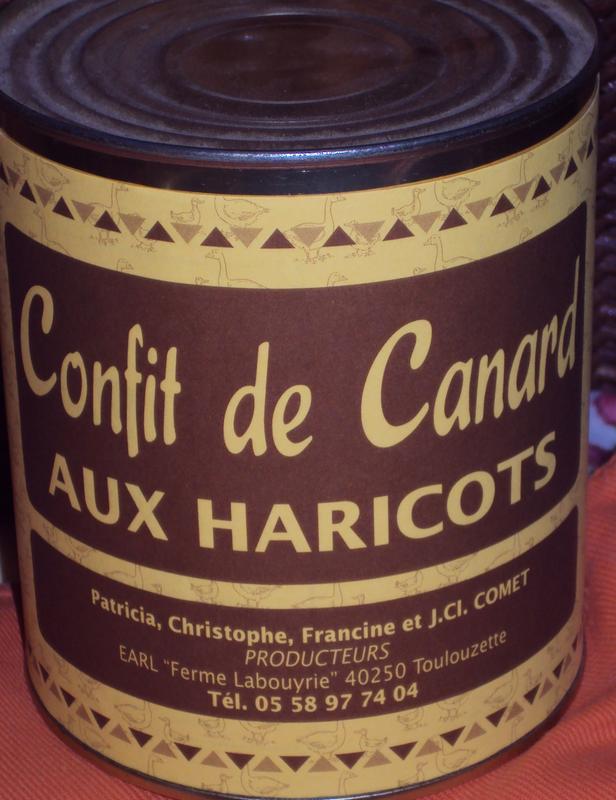 Confit de Canard
AUX HARICOTS
Patricia, Christophe, Francine et J.Cl. COMET
PRODUCTEURS
EARL "Ferme Labouyrie" 40250 Toulouzette
Tél. 05 58 97 74 04